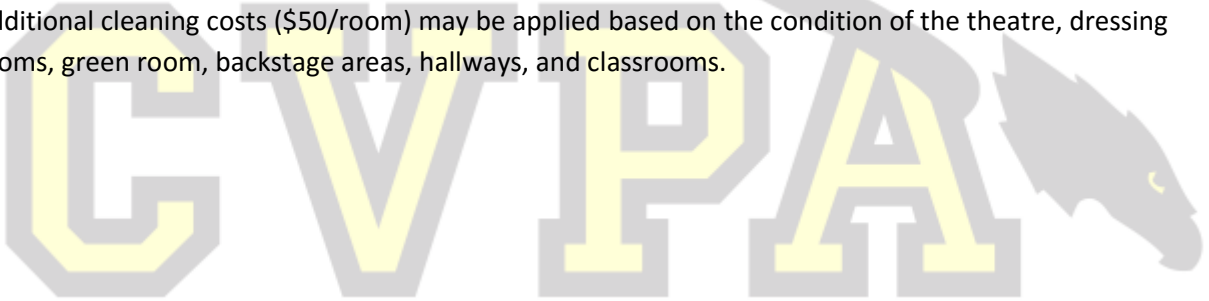 dditional cleaning costs ($50/room) may be applied based on the condition of the theatre, dressing
oms, green room, backstage areas, hallways, and classrooms.
CVPA